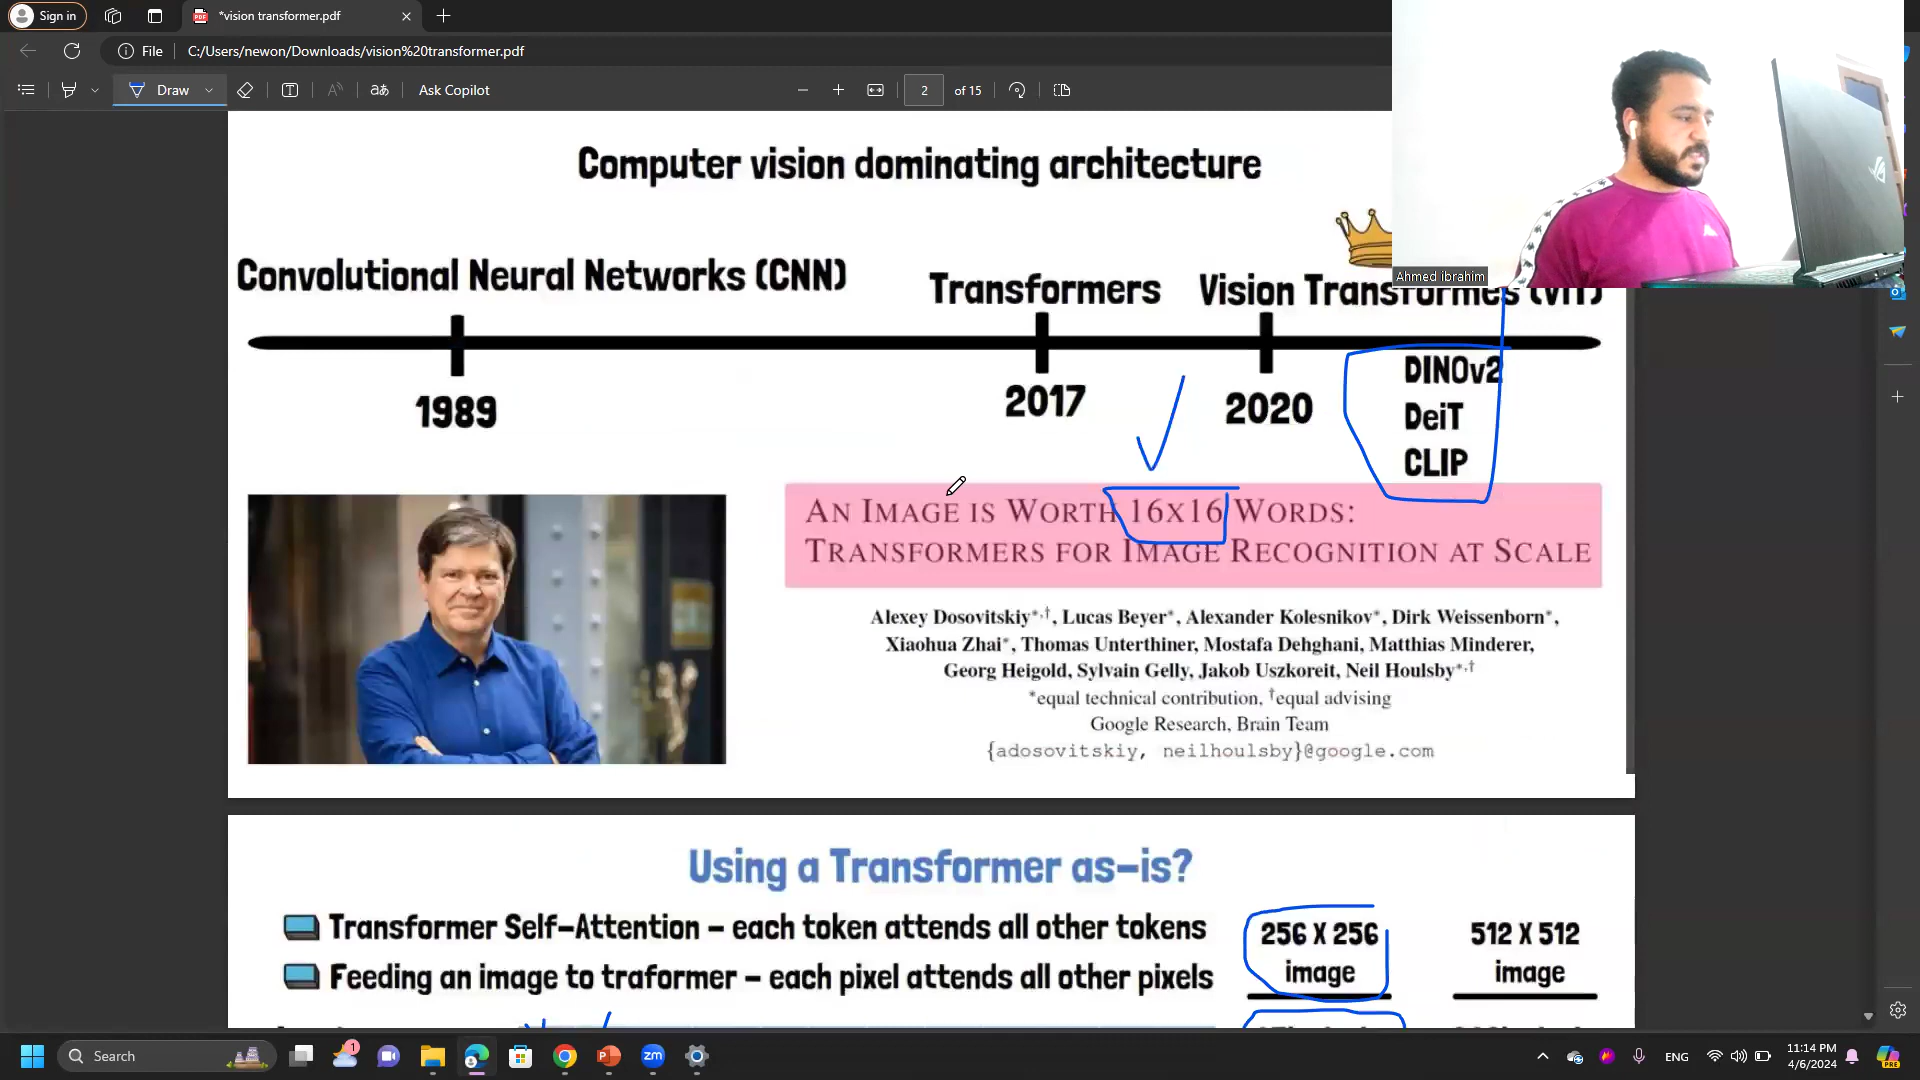 Sign in
*vision transformer.pdf
File
C:/Users/newon/Downloads/vision%20transformer.pdf
Draw
Ask Copilot
2
of 15
Ahmed ibrahim
Computer vision dominating architecture
Convolutional Neural Networks (CNN)
Transformers
Vision Transformes (ViT)
1989
2017
2020
DINOv2
DeiT
CLIP
AN IMAGE IS WORTH 16X16 WORDS:
TRANSFORMERS FOR IMAGE RECOGNITION AT SCALE
Alexey Dosovitskiy*,†, Lucas Beyer*, Alexander Kolesnikov*, Dirk Weissenborn*,
Xiaohua Zhai*, Thomas Unterthiner, Mostafa Dehghani, Matthias Minderer,
Georg Heigold, Sylvain Gelly, Jakob Uszkoreit, Neil Houlsby*,†
*equal technical contribution, †equal advising
Google Research, Brain Team
{adosovitskiy, neilhoulsby}@google.com
Using a Transformer as-is?
Transformer Self-Attention - each token attends all other tokens
Feeding an image to traformer - each pixel attends all other pixels
256 X 256
image
512 X 512
image
Search
1
ENG
11:14 PM
4/6/2024